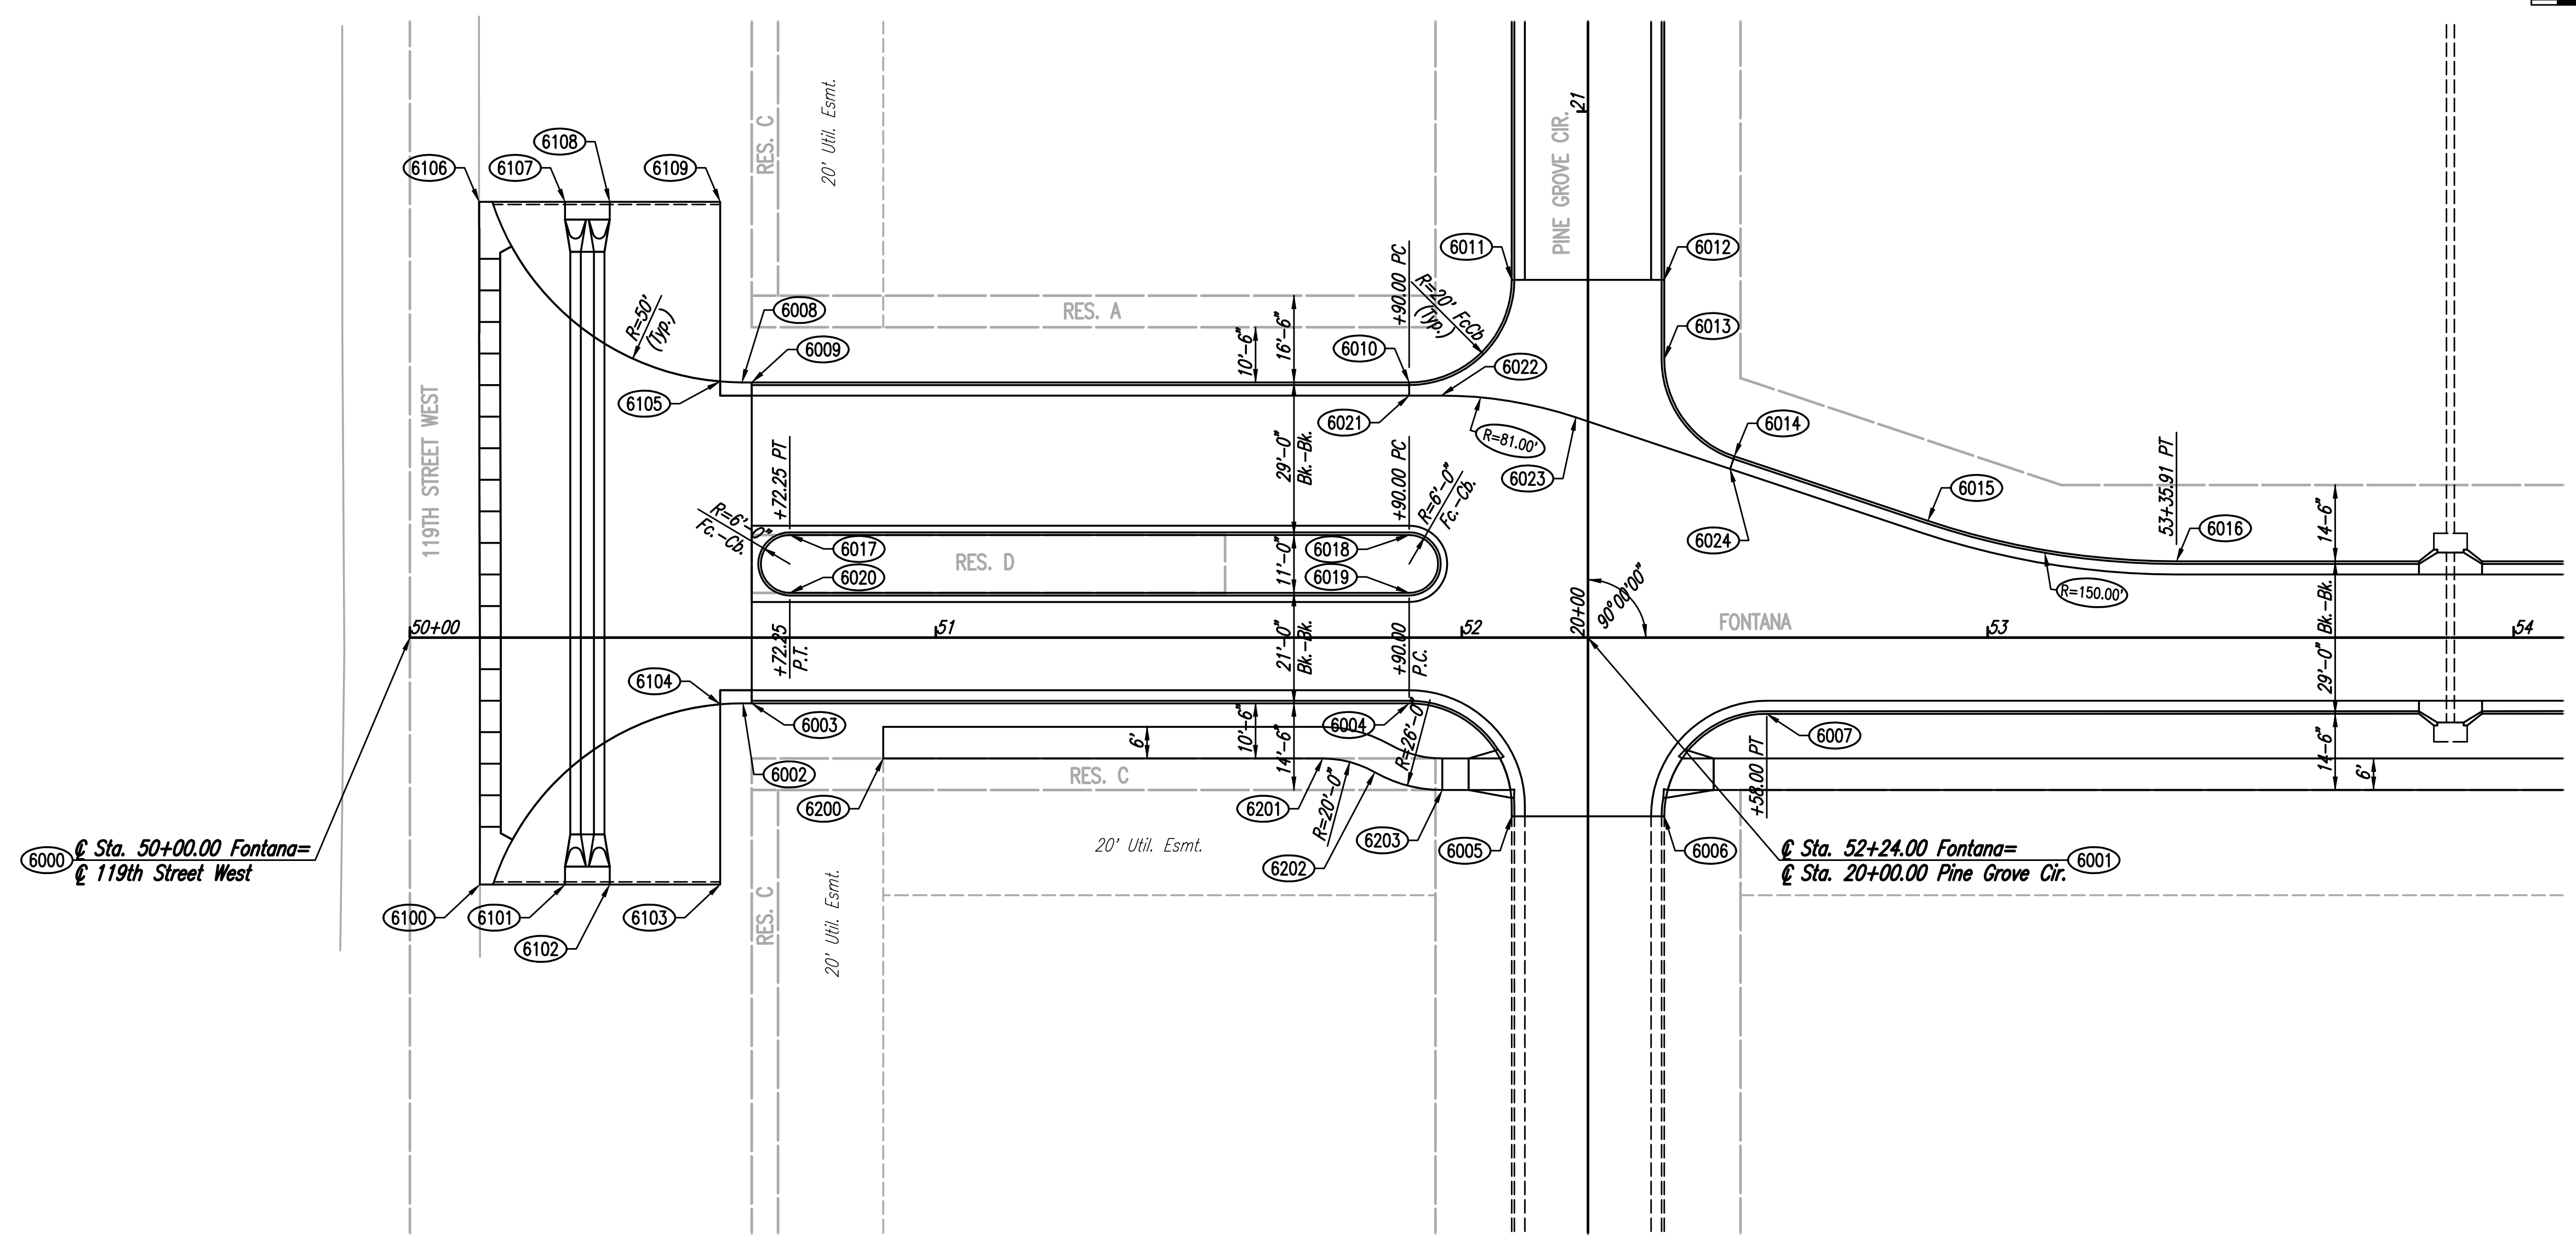 6106
6107
6108
6109
RES. C
20' Util. Esmt.
119TH STREET WEST
R=50'
(Typ.)
6105
6008
6009
RES. A
10'-6"
16'-6"
+90.00 PC
R=20' FcCb
(Typ.)
6010
6011
6021
6022
PINE GROVE CIR.
21
6012
6013
R=81.00'
6023
6014
6024
6015
53+35.91 PT
6016
14'-6"
R=150.00'
29'-0" Bk.-Bk.
+72.25 PT
R=6'-0"
Fc.-Cb.
6017
6020
RES. D
29'-0"
Bk.-Bk.
11'-0"
+90.00 PC
R=6'-0"
Fc.-Cb.
6018
6019
20+00
90°00'00"
FONTANA
50+00
51
52
53
54
+72.25
P.T.
21'-0"
Bk.-Bk.
+90.00
P.C.
6104
6003
6002
6004
10'-6"
14'-6"
6'
R=26'-0"
RES. C
6200
6201
R=20'-0"
6202
6203
6005
6006
6007
+58.00 PT
14'-6"
6'
20' Util. Esmt.
6000
℄ Sta. 50+00.00 Fontana=
℄ 119th Street West
℄ Sta. 52+24.00 Fontana=
℄ Sta. 20+00.00 Pine Grove Cir.
6001
6100
6101
6102
6103
RES. C
20' Util. Esmt.